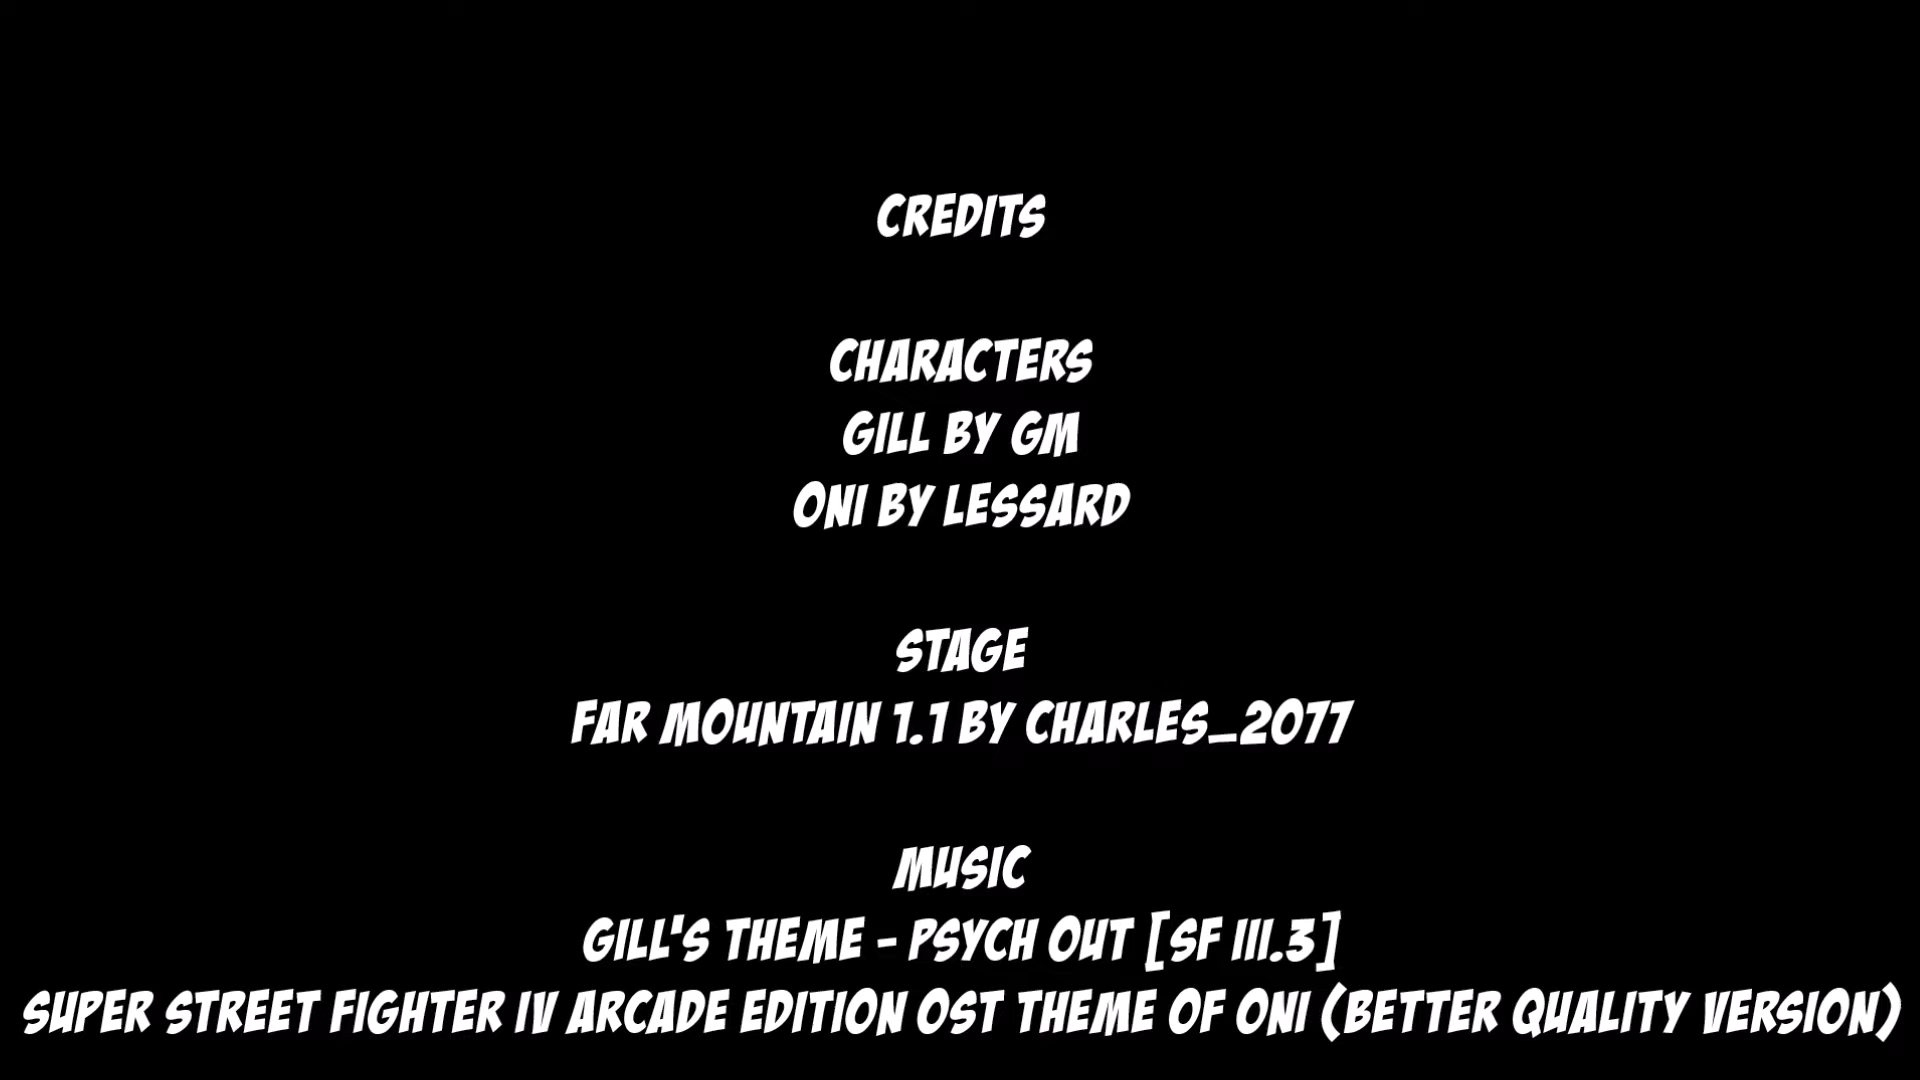 CREDITS
CHARACTERS
GILL BY GM
ONI BY LESSARD
STAGE
FAR MOUNTAIN 1.1 BY CHARLES_2077
MUSIC
GILL'S THEME - PSYCH OUT [SF III.3]
SUPER STREET FIGHTER IV ARCADE EDITION OST THEME OF ONI (BETTER QUALITY VERSION)